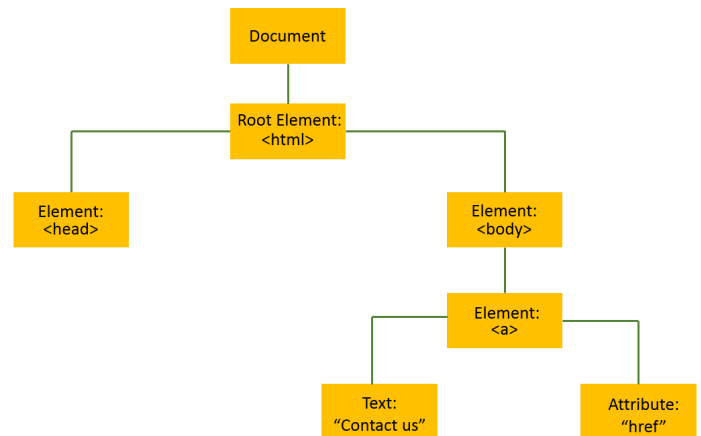 Document
Root Element:
<html>
Element:
<head>
Element:
<body>
Element:
<a>
Text:
“Contact us”
Attribute:
“href”